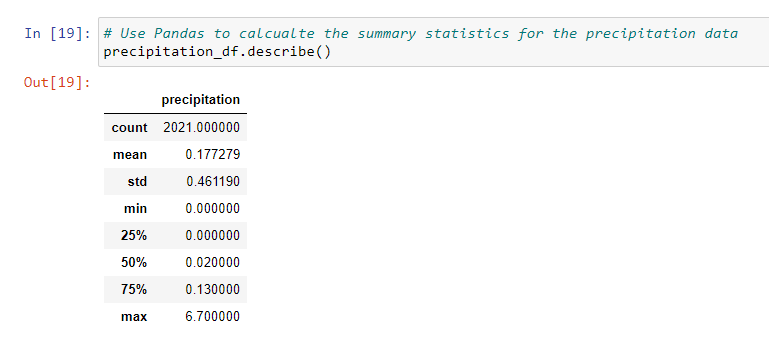 In [19]: # Use Pandas to calcualte the summary statistics for the precipitation data
precipitation_df.describe()
Out[19]:
precipitation
count 2021.000000
mean 0.177279
std 0.461190
min 0.000000
25% 0.000000
50% 0.020000
75% 0.130000
max 6.700000